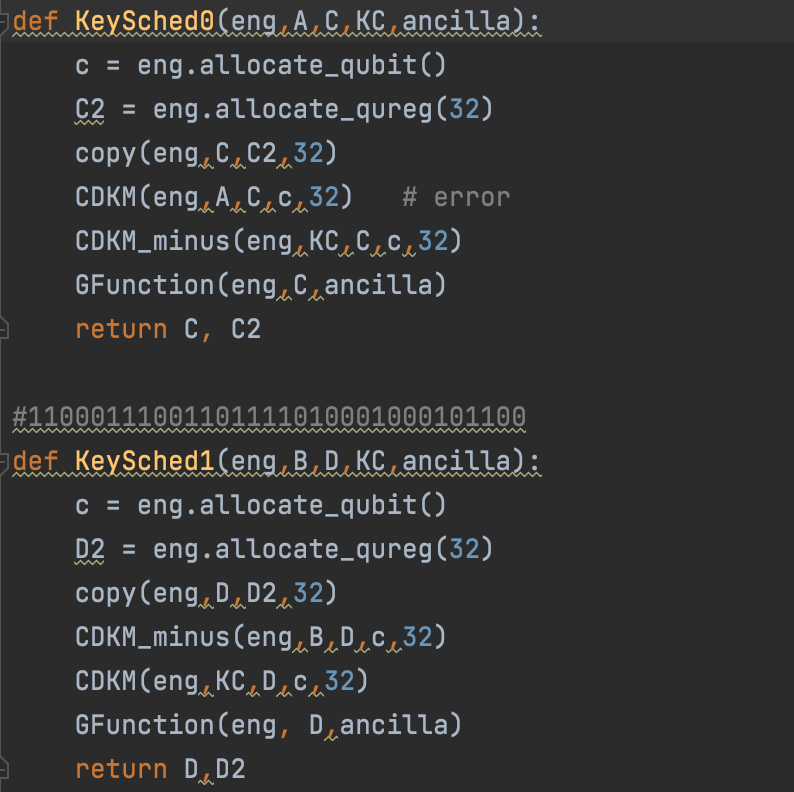 def KeySched0(eng,A,C,KC,ancilla):
    c = eng.allocate_qubit()
    C2 = eng.allocate_qureg(32)
    copy(eng,C,C2,32)
    CDKM(eng,A,C,c,32)   # error
    CDKM_minus(eng,KC,C,c,32)
    GFunction(eng,C,ancilla)
    return C, C2
#11000111001101111010001000101100
def KeySched1(eng,B,D,KC,ancilla):
    c = eng.allocate_qubit()
    D2 = eng.allocate_qureg(32)
    copy(eng,D,D2,32)
    CDKM_minus(eng,B,D,c,32)
    CDKM(eng,KC,D,c,32)
    GFunction(eng, D,ancilla)
    return D,D2